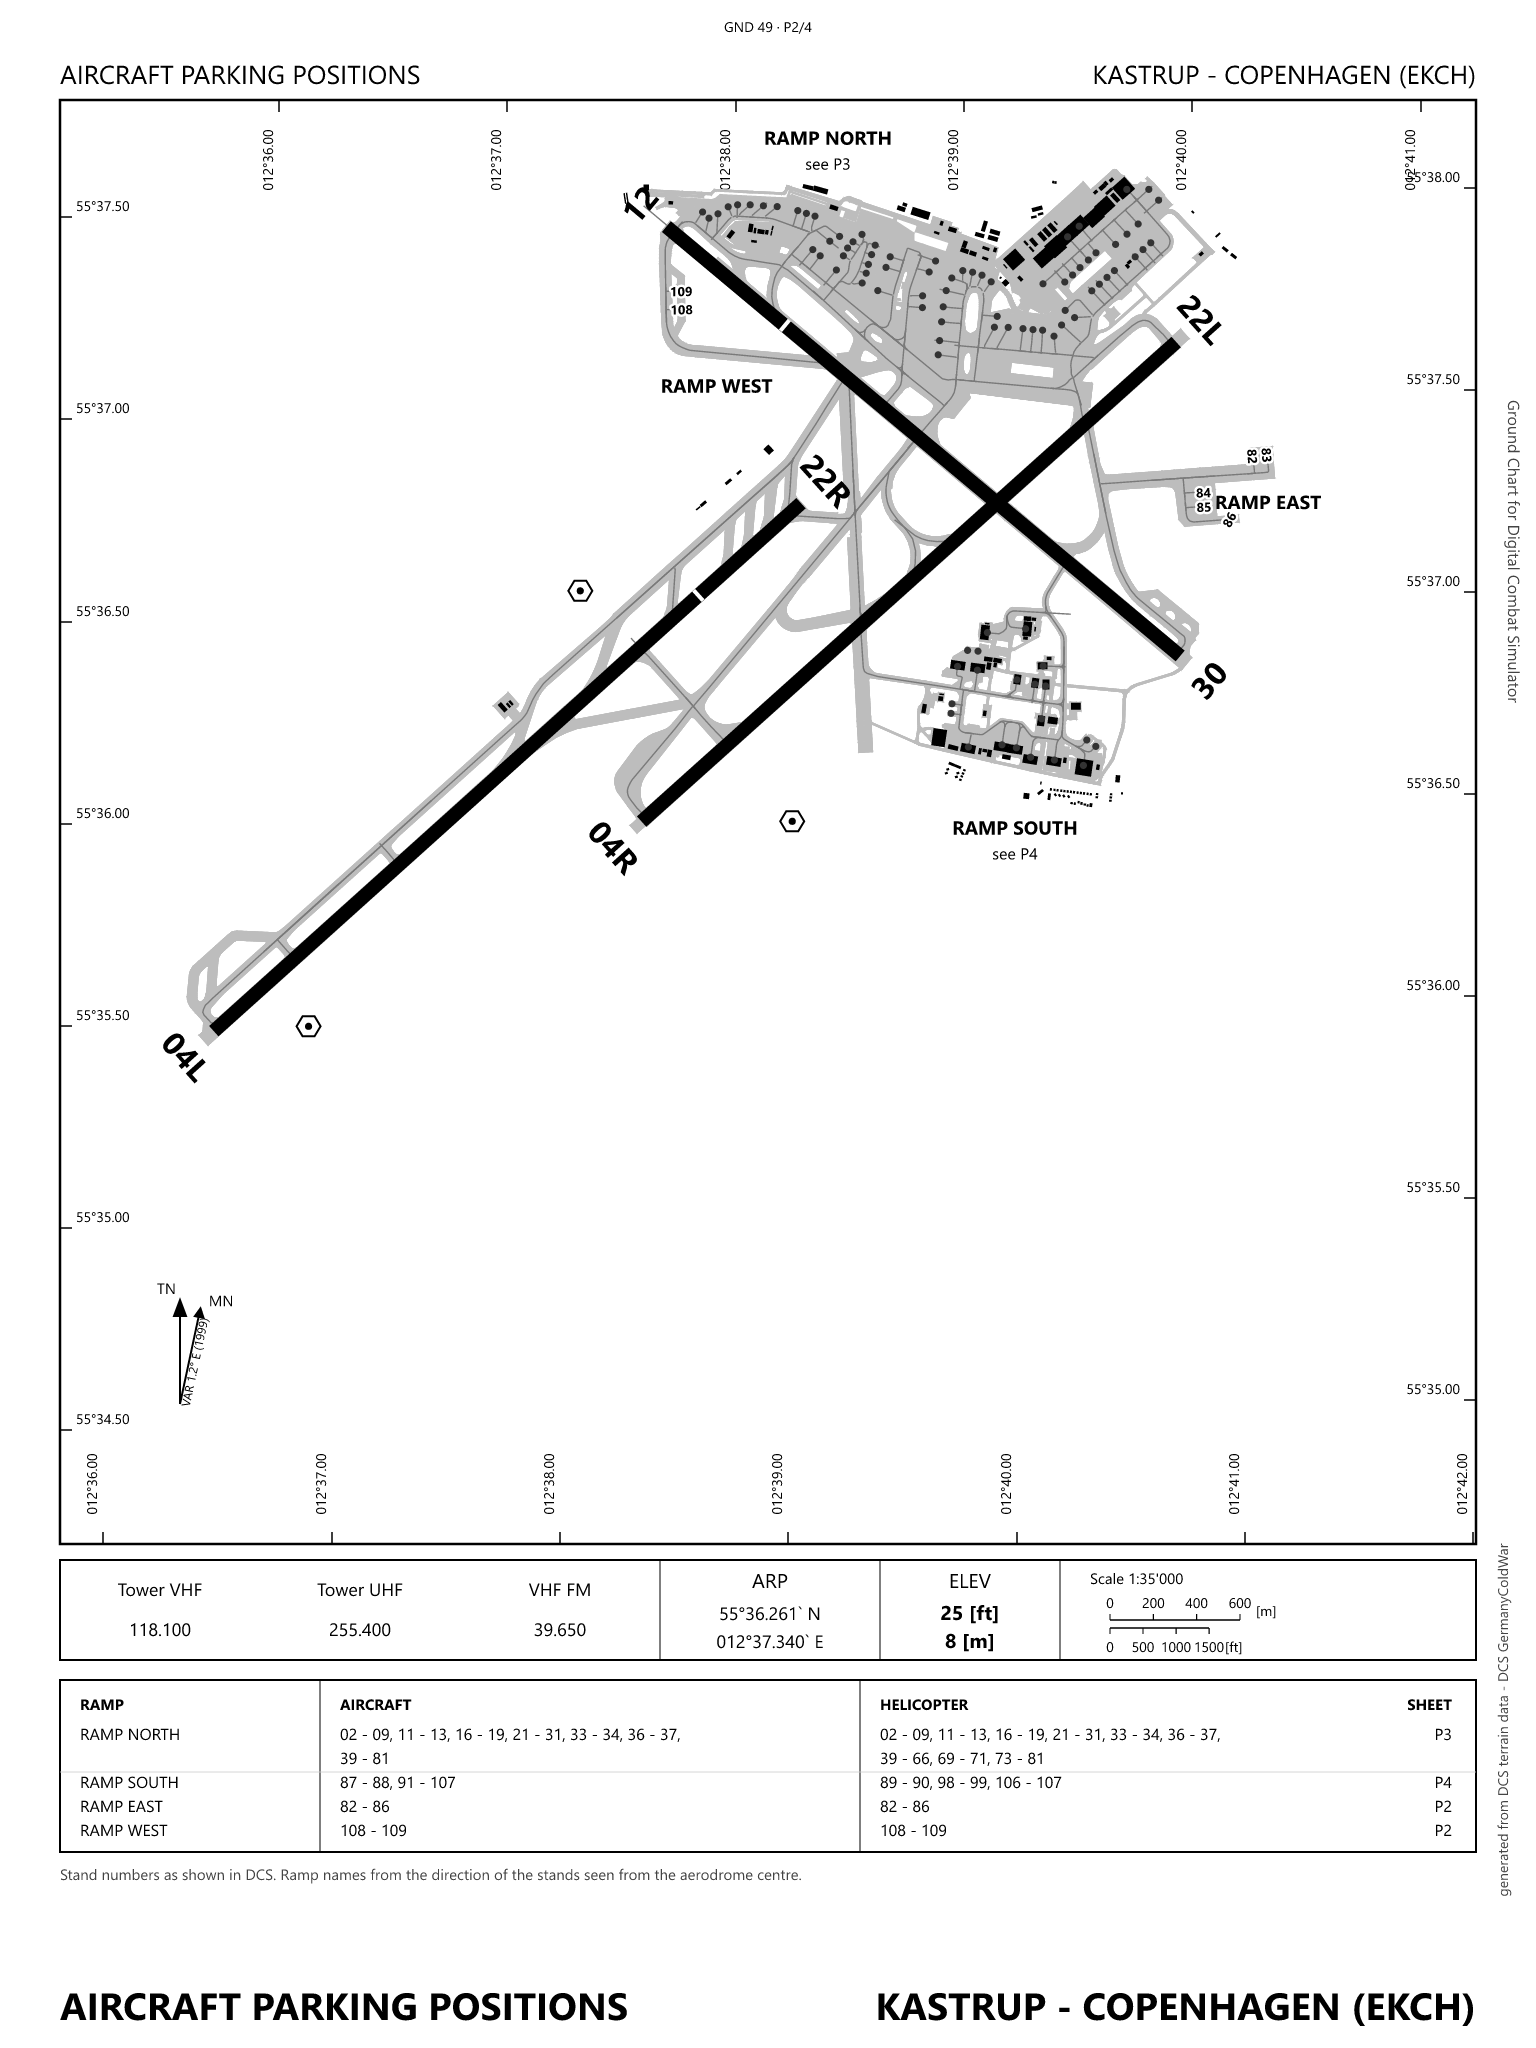 GND 49 · P2/4
AIRCRAFT PARKING POSITIONS
KASTRUP - COPENHAGEN (EKCH)
012°36.00
012°37.00
012°38.00
012°39.00
012°40.00
012°41.00
RAMP NORTH
see P3
55°38.00
55°37.50
12
109
108
22L
RAMP WEST
55°37.50
55°37.00
22R
82
83
84
85
86
RAMP EAST
55°37.00
55°36.50
30
55°36.50
55°36.00
RAMP SOUTH
see P4
04R
55°36.00
55°35.50
04L
55°35.50
55°35.00
TN
MN
VAR 1.2° E (1999)
55°35.00
55°34.50
012°36.00
012°37.00
012°38.00
012°39.00
012°40.00
012°41.00
012°42.00
Ground Chart for Digital Combat Simulator
generated from DCS terrain data - DCS GermanyColdWar
Tower VHF
118.100
Tower UHF
255.400
VHF FM
39.650
ARP
55°36.261` N
012°37.340` E
ELEV
25 [ft]
8 [m]
Scale 1:35'000
0 200 400 600 [m]
0 500 1000 1500[ft]
RAMP AIRCRAFT HELICOPTER SHEET
RAMP NORTH 02 - 09, 11 - 13, 16 - 19, 21 - 31, 33 - 34, 36 - 37, 02 - 09, 11 - 13, 16 - 19, 21 - 31, 33 - 34, 36 - 37, P3
39 - 81 39 - 66, 69 - 71, 73 - 81
RAMP SOUTH 87 - 88, 91 - 107 89 - 90, 98 - 99, 106 - 107 P4
RAMP EAST 82 - 86 82 - 86 P2
RAMP WEST 108 - 109 108 - 109 P2
Stand numbers as shown in DCS. Ramp names from the direction of the stands seen from the aerodrome centre.
AIRCRAFT PARKING POSITIONS
KASTRUP - COPENHAGEN (EKCH)